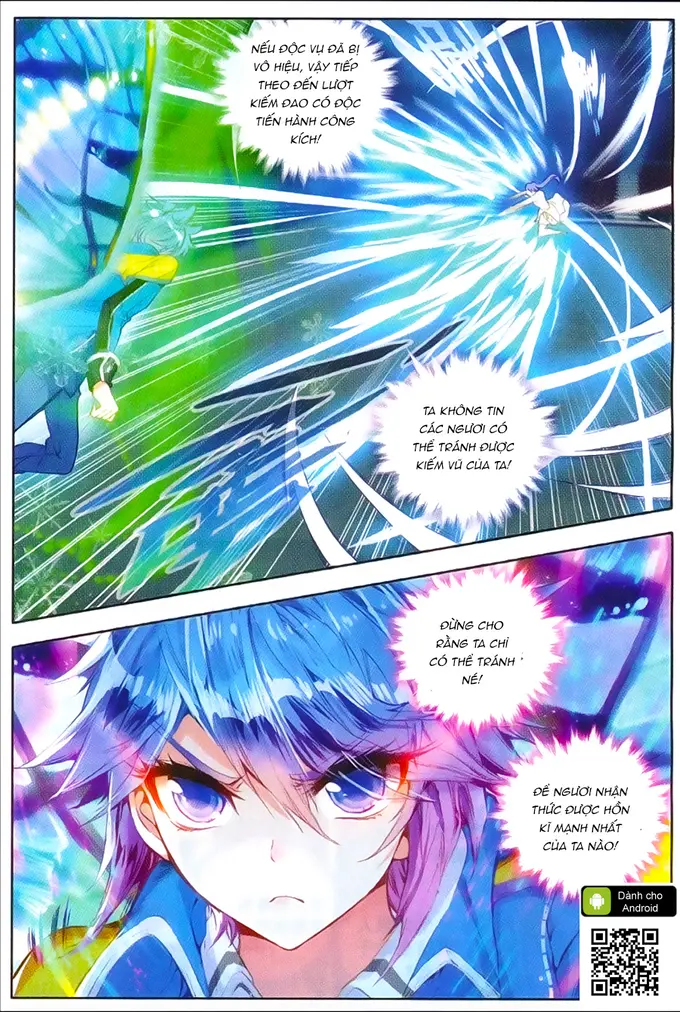 NẾU ĐỘC VỤ ĐÃ BỊ
VÔ HIỆU, VẬY TIẾP
THEO ĐẾN LƯỢT
KIẾM ĐAO CÓ ĐỘC
TIẾN HÀNH CÔNG
KÍCH!
TA KHÔNG TIN
CÁC NGƯƠI CÓ
THỂ TRÁNH ĐƯỢC
KIẾM VŨ CỦA TA!
ĐỪNG CHO
RẰNG TA CHỈ
CÓ THỂ TRÁNH
NÉ!
ĐỂ NGƯƠI NHẬN
THỨC ĐƯỢC HỒN
KĨ MẠNH NHẤT
CỦA TA NÀO!
Dành cho
Android